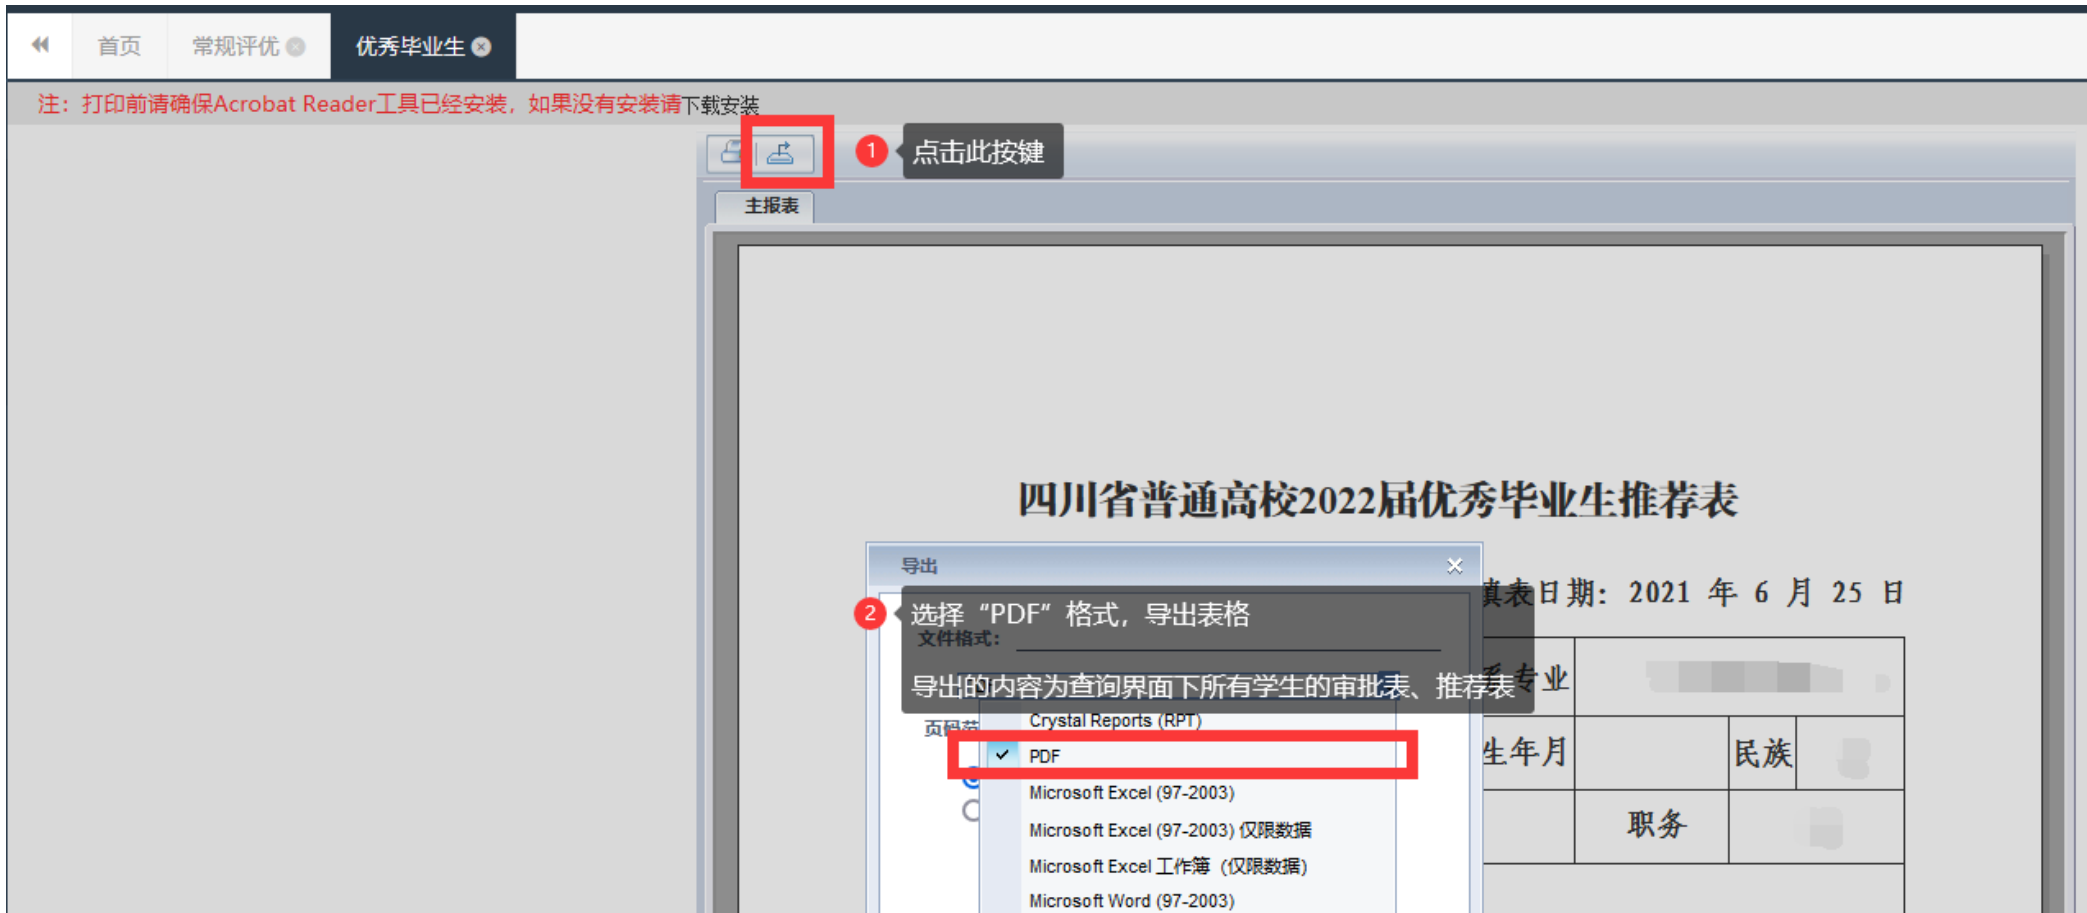 首页 常规评优 优秀毕业生
注：打印前请确保Acrobat Reader工具已经安装，如果没有安装请下载安装
1 点击此按键
主报表
四川省普通高校2022届优秀毕业生推荐表
导出
填表日期：2021 年 6 月 25 日
2 选择“PDF”格式，导出表格
文件格式：
专业
导出的内容为查询界面下所有学生的审批表、推荐表
Crystal Reports (RPT)
页码范
PDF
生年月 民族
Microsoft Excel (97-2003)
Microsoft Excel (97-2003) 仅限数据
职务
Microsoft Excel 工作簿（仅限数据)
Microsoft Word (97-2003)